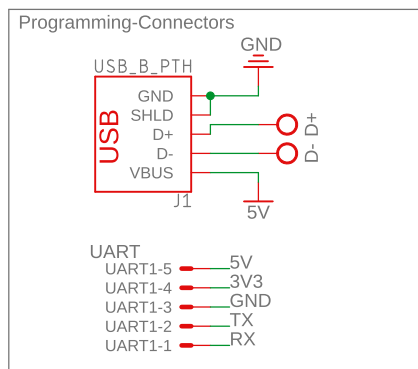 Programming-Connectors
GND
USB_B_PTH
USB
GND
SHLD
D+
D-
VBUS
D+
D-
J1
5V
UART
UART1-5 5V
UART1-4 3V3
UART1-3 GND
UART1-2 TX
UART1-1 RX